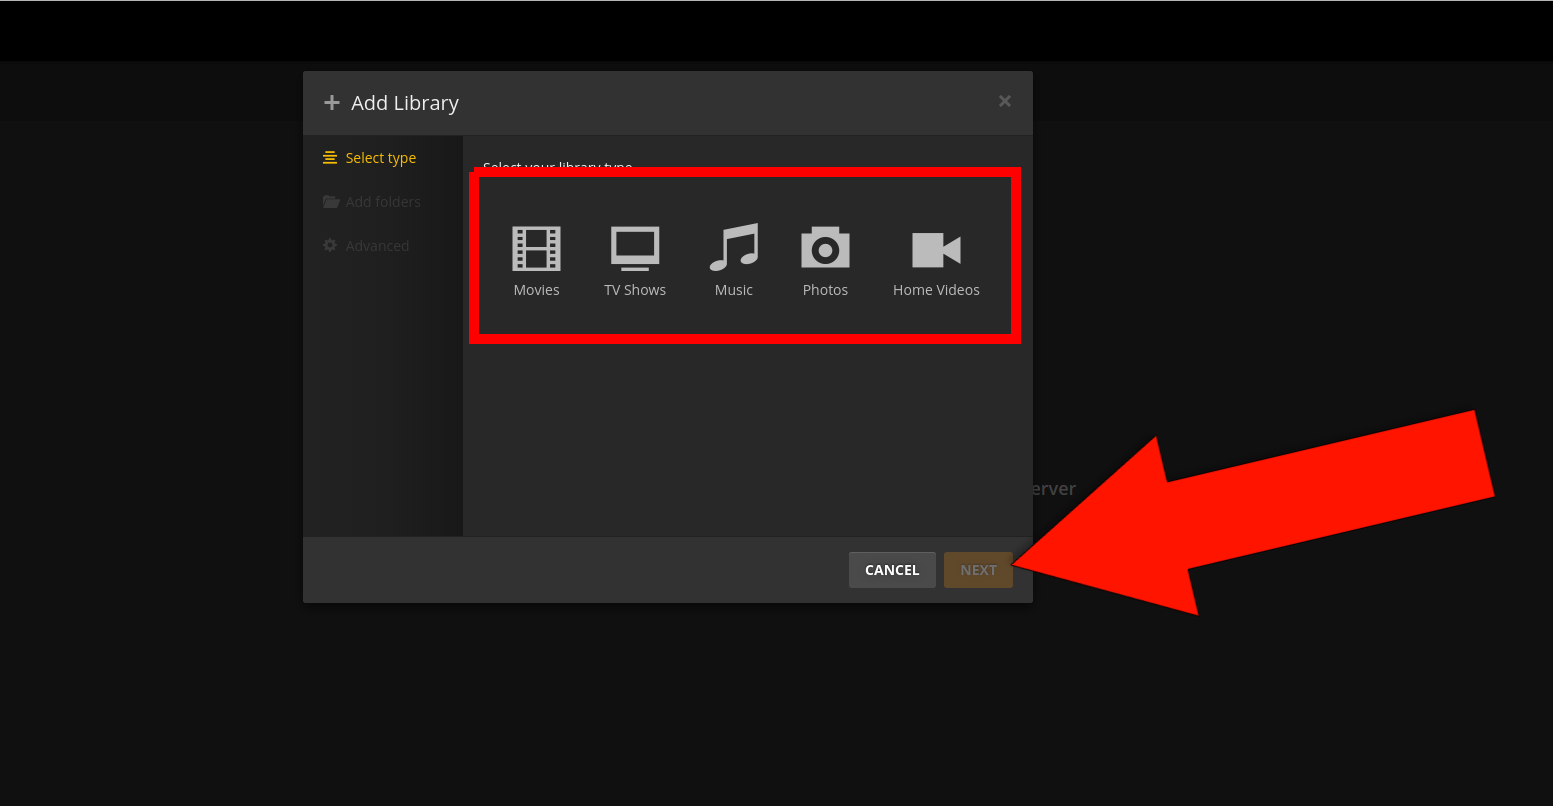 Add Library
Select type
Add folders
Advanced
Select your library type
Movies
TV Shows
Music
Photos
Home Videos
erver
CANCEL
NEXT